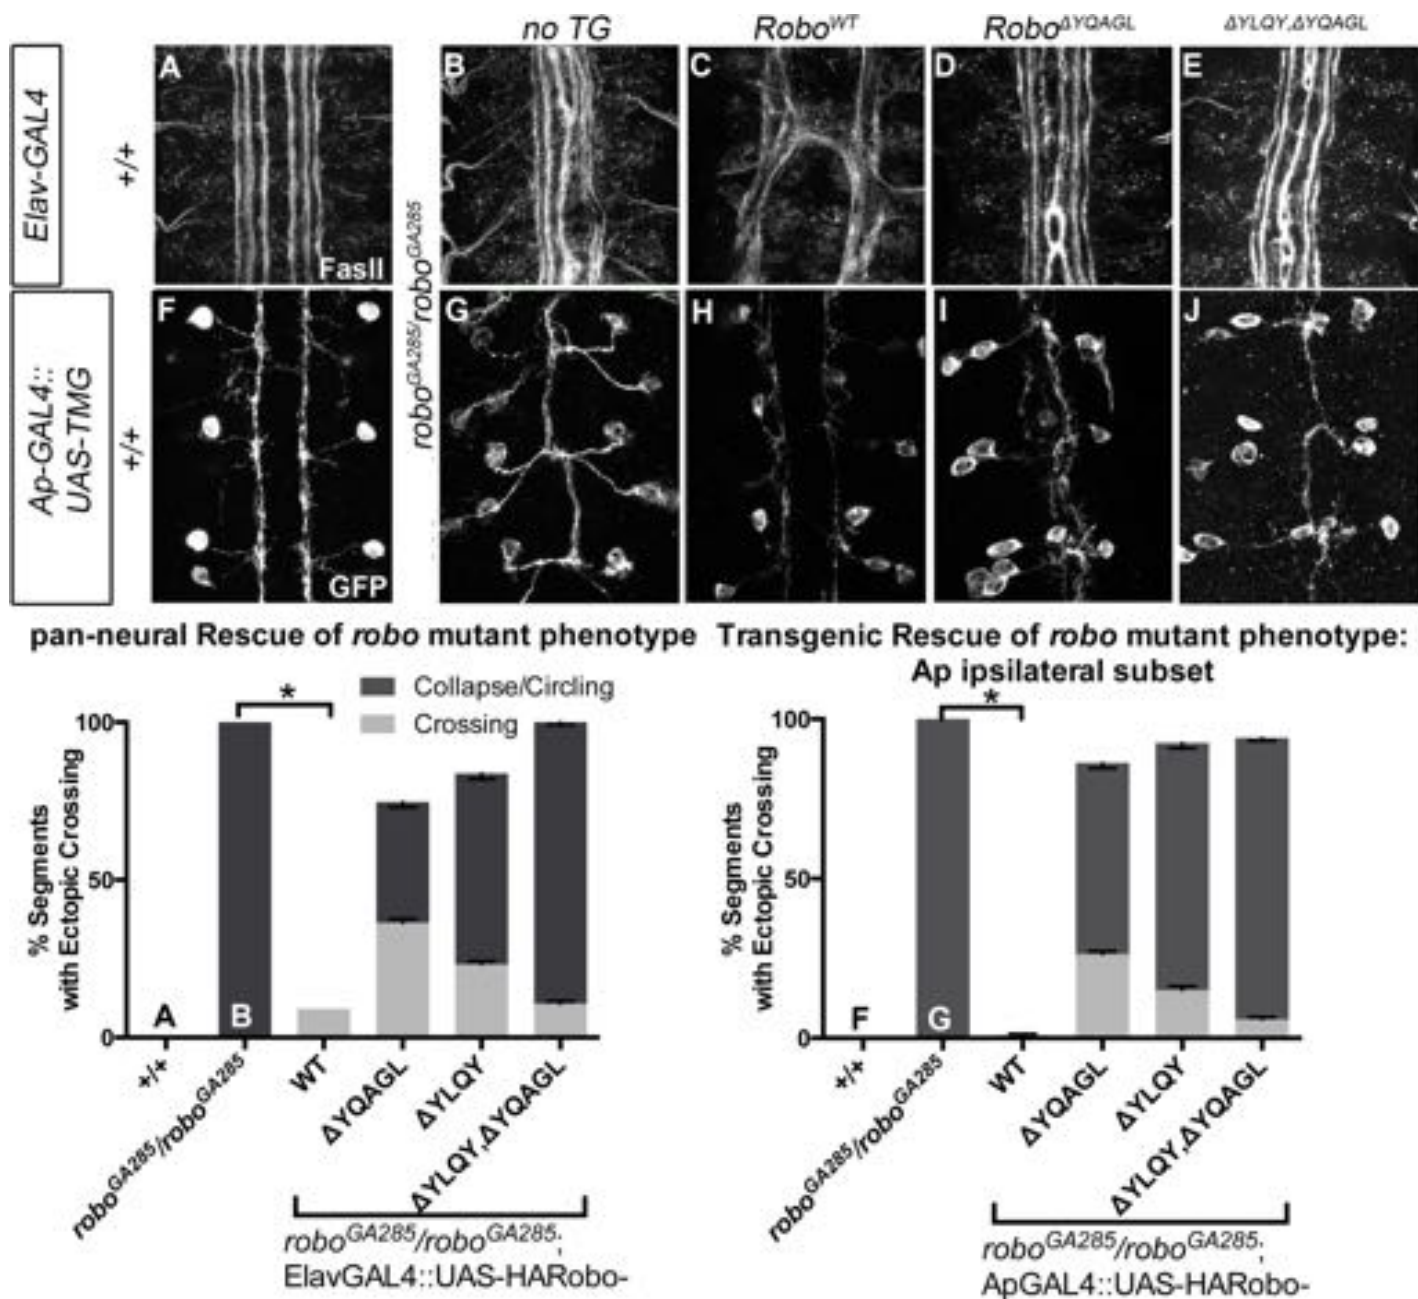 no TG Robo^WT Robo^ΔYQAGL ΔYLQY,ΔYQAGL
Elav-GAL4
+/+
A
FasII
robo^GA285/robo^GA285
B
C
D
E
Ap-GAL4::
UAS-TMG
+/+
F
GFP
G
H
I
J
pan-neural Rescue of robo mutant phenotype
% Segments
with Ectopic Crossing
100
50
0
*
Collapse/Circling
Crossing
A
B
+/+
robo^GA285/robo^GA285
WT
ΔYQAGL
ΔYLQY
ΔYLQY,ΔYQAGL
robo^GA285/robo^GA285;
ElavGAL4::UAS-HARobo-
Transgenic Rescue of robo mutant phenotype:
Ap ipsilateral subset
% Segments
with Ectopic Crossing
100
50
0
*
F
G
+/+
robo^GA285/robo^GA285
WT
ΔYQAGL
ΔYLQY
ΔYLQY,ΔYQAGL
robo^GA285/robo^GA285;
ApGAL4::UAS-HARobo-